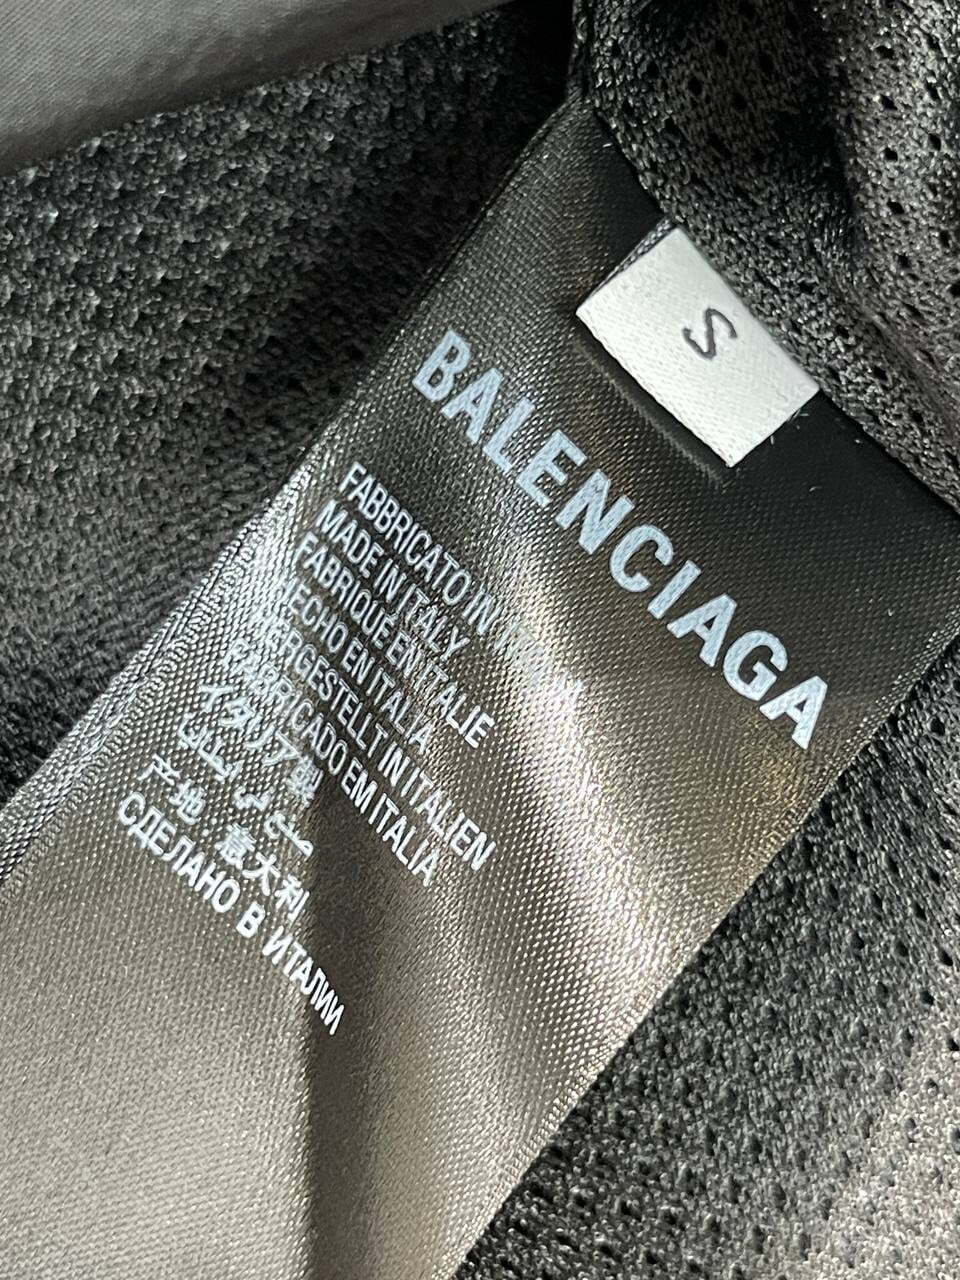 S
BALENCIAGA
FABBRICATO IN
MADE IN ITALY
FABRIQUÉ EN ITALIE
HECHO EN ITALIA
HERGESTELLT IN ITALIEN
FABRICADO EM ITALIA
イタリア製
产地 意大利
СДЕЛАНО В ИТАЛИИ